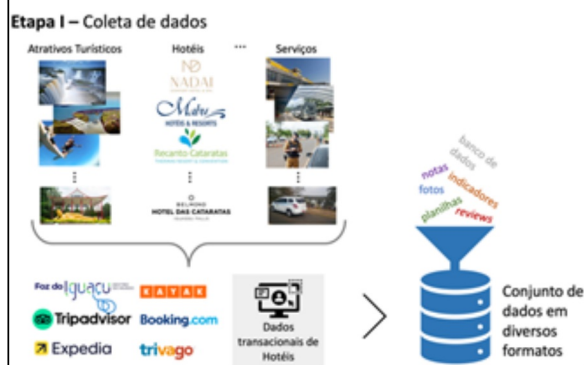 Etapa I – Coleta de dados
Atrativos Turísticos
Hotéis
...
Serviços
NADAI
Mabu
HOTÉIS & RESORTS
Recanto Cataratas
BELMOND
HOTEL DAS CATARATAS
Foz do Iguaçu
KAYAK
Tripadvisor
Booking.com
Expedia
trivago
Dados
transacionais de
Hotéis
banco de
dados
notas
fotos
indicadores
planilhas
reviews
Conjunto de
dados em
diversos
formatos